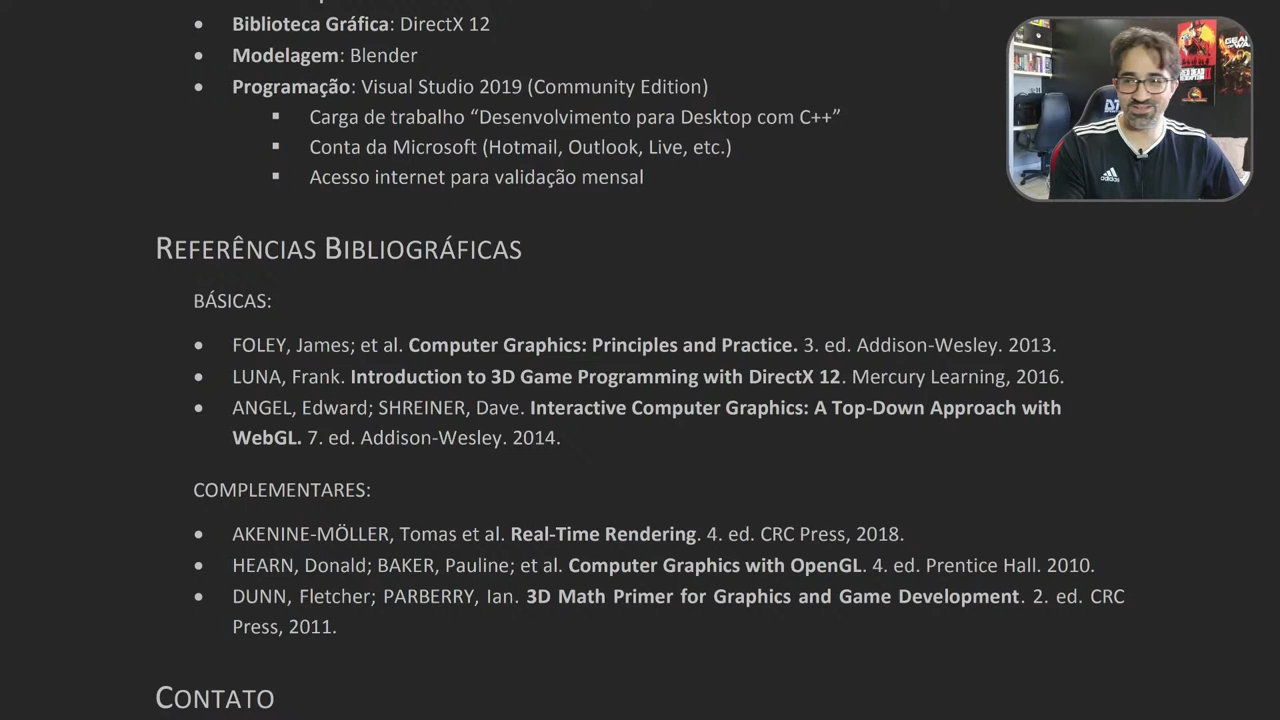 • Biblioteca Gráfica: DirectX 12
• Modelagem: Blender
• Programação: Visual Studio 2019 (Community Edition)
▪ Carga de trabalho “Desenvolvimento para Desktop com C++”
▪ Conta da Microsoft (Hotmail, Outlook, Live, etc.)
▪ Acesso internet para validação mensal
REFERÊNCIAS BIBLIOGRÁFICAS
BÁSICAS:
• FOLEY, James; et al. Computer Graphics: Principles and Practice. 3. ed. Addison-Wesley. 2013.
• LUNA, Frank. Introduction to 3D Game Programming with DirectX 12. Mercury Learning, 2016.
• ANGEL, Edward; SHREINER, Dave. Interactive Computer Graphics: A Top-Down Approach with
WebGL. 7. ed. Addison-Wesley. 2014.
COMPLEMENTARES:
• AKENINE-MÖLLER, Tomas et al. Real-Time Rendering. 4. ed. CRC Press, 2018.
• HEARN, Donald; BAKER, Pauline; et al. Computer Graphics with OpenGL. 4. ed. Prentice Hall. 2010.
• DUNN, Fletcher; PARBERRY, Ian. 3D Math Primer for Graphics and Game Development. 2. ed. CRC
Press, 2011.
CONTATO
adidas